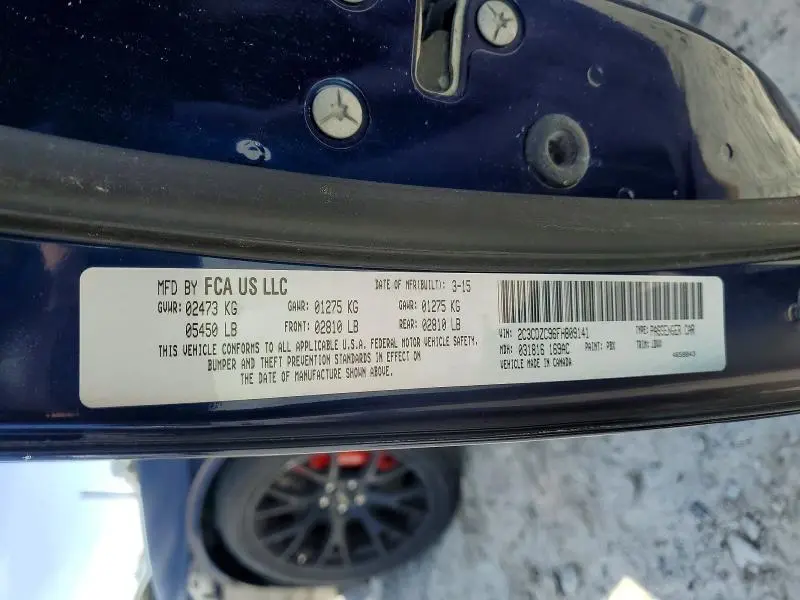 MFD BY FCA US LLC
DATE OF MFR(BUILT): 3-15
GVWR: 02473 KG GAWR: 01275 KG GAWR: 01275 KG
05450 LB FRONT: 02810 LB REAR: 02810 LB
THIS VEHICLE CONFORMS TO ALL APPLICABLE U.S.A. FEDERAL MOTOR VEHICLE SAFETY,
BUMPER AND THEFT PREVENTION STANDARDS IN EFFECT ON
THE DATE OF MANUFACTURE SHOWN ABOVE.
VIN: 2C3CDZC96FH809141 TYPE: PASSENGER CAR
MDH: 031816 169AC PAINT: PBX TRIM:
VEHICLE MADE IN CANADA